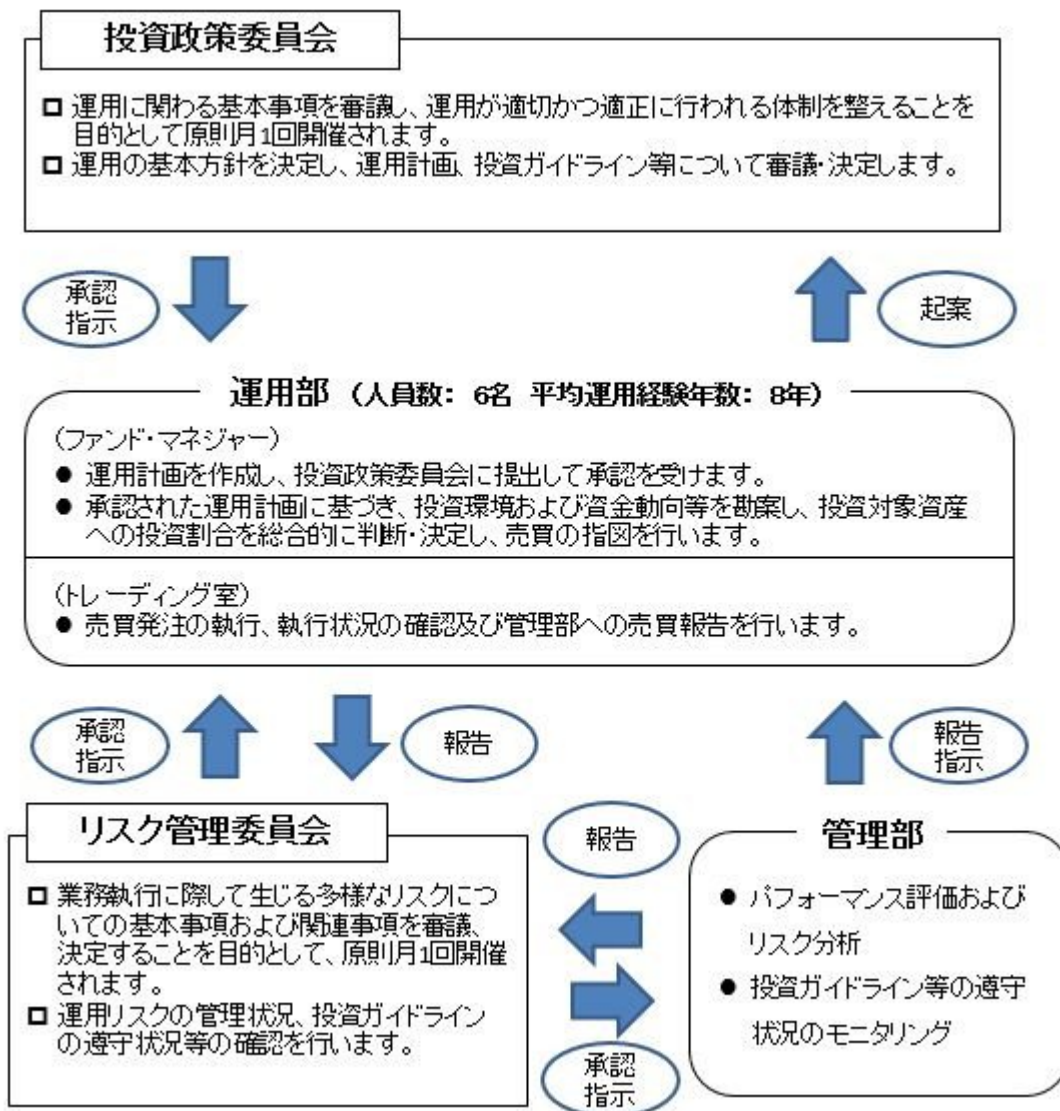 投資政策委員会
運用に関わる基本事項を審議し、運用が適切かつ適正に行われる体制を整えることを
目的として原則月1回開催されます。
運用の基本方針を決定し、運用計画、投資ガイドライン等について審議・決定します。
承認
指示
起案
運用部 (人員数: 6名 平均運用経験年数: 8年)
(ファンド・マネジャー)
● 運用計画を作成し、投資政策委員会に提出して承認を受けます。
● 承認された運用計画に基づき、投資環境および資金動向等を勘案し、投資対象資産
への投資割合を総合的に判断・決定し、売買の指図を行います。
(トレーディング室)
● 売買発注の執行、執行状況の確認及び管理部への売買報告を行います。
承認
指示
報告
報告
指示
リスク管理委員会
業務執行に際して生じる多様なリスクにつ
いての基本事項および関連事項を審議、
決定することを目的として、原則月1回開催
されます。
運用リスクの管理状況、投資ガイドライン
の遵守状況等の確認を行います。
報告
承認
指示
管理部
● パフォーマンス評価および
リスク分析
● 投資ガイドライン等の遵守
状況のモニタリング